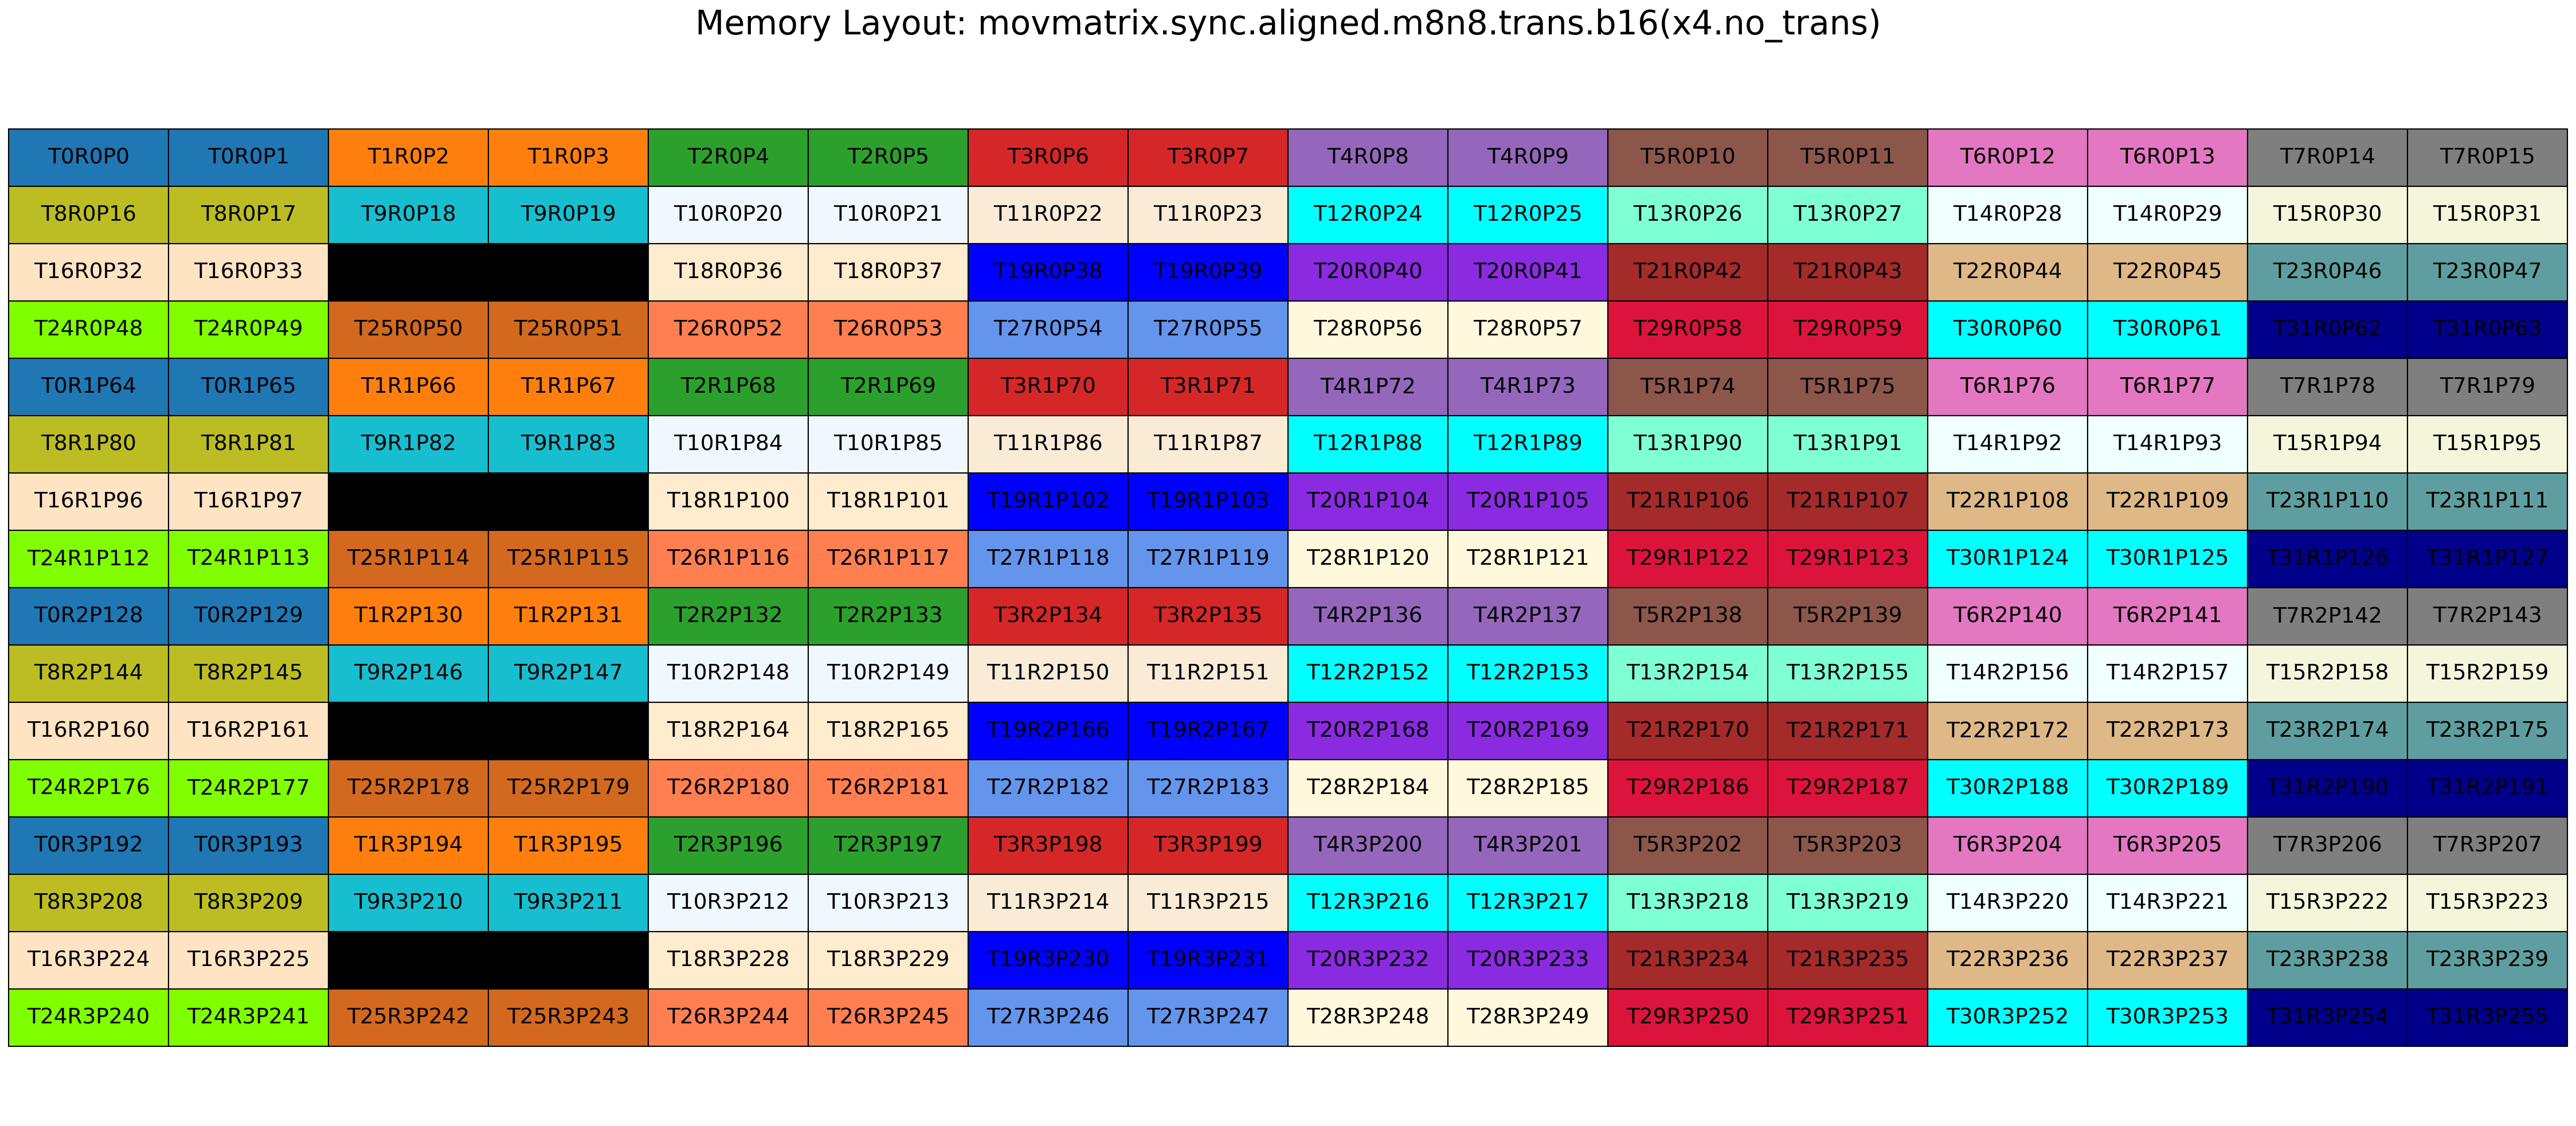 Memory Layout: movmatrix.sync.aligned.m8n8.trans.b16(x4.no_trans)
T0R0P0 T0R0P1 T1R0P2 T1R0P3 T2R0P4 T2R0P5 T3R0P6 T3R0P7 T4R0P8 T4R0P9 T5R0P10 T5R0P11 T6R0P12 T6R0P13 T7R0P14 T7R0P15
T8R0P16 T8R0P17 T9R0P18 T9R0P19 T10R0P20 T10R0P21 T11R0P22 T11R0P23 T12R0P24 T12R0P25 T13R0P26 T13R0P27 T14R0P28 T14R0P29 T15R0P30 T15R0P31
T16R0P32 T16R0P33 T18R0P36 T18R0P37 T19R0P38 T19R0P39 T20R0P40 T20R0P41 T21R0P42 T21R0P43 T22R0P44 T22R0P45 T23R0P46 T23R0P47
T24R0P48 T24R0P49 T25R0P50 T25R0P51 T26R0P52 T26R0P53 T27R0P54 T27R0P55 T28R0P56 T28R0P57 T29R0P58 T29R0P59 T30R0P60 T30R0P61 T31R0P62 T31R0P63
T0R1P64 T0R1P65 T1R1P66 T1R1P67 T2R1P68 T2R1P69 T3R1P70 T3R1P71 T4R1P72 T4R1P73 T5R1P74 T5R1P75 T6R1P76 T6R1P77 T7R1P78 T7R1P79
T8R1P80 T8R1P81 T9R1P82 T9R1P83 T10R1P84 T10R1P85 T11R1P86 T11R1P87 T12R1P88 T12R1P89 T13R1P90 T13R1P91 T14R1P92 T14R1P93 T15R1P94 T15R1P95
T16R1P96 T16R1P97 T18R1P100 T18R1P101 T19R1P102 T19R1P103 T20R1P104 T20R1P105 T21R1P106 T21R1P107 T22R1P108 T22R1P109 T23R1P110 T23R1P111
T24R1P112 T24R1P113 T25R1P114 T25R1P115 T26R1P116 T26R1P117 T27R1P118 T27R1P119 T28R1P120 T28R1P121 T29R1P122 T29R1P123 T30R1P124 T30R1P125 T31R1P126 T31R1P127
T0R2P128 T0R2P129 T1R2P130 T1R2P131 T2R2P132 T2R2P133 T3R2P134 T3R2P135 T4R2P136 T4R2P137 T5R2P138 T5R2P139 T6R2P140 T6R2P141 T7R2P142 T7R2P143
T8R2P144 T8R2P145 T9R2P146 T9R2P147 T10R2P148 T10R2P149 T11R2P150 T11R2P151 T12R2P152 T12R2P153 T13R2P154 T13R2P155 T14R2P156 T14R2P157 T15R2P158 T15R2P159
T16R2P160 T16R2P161 T18R2P164 T18R2P165 T19R2P166 T19R2P167 T20R2P168 T20R2P169 T21R2P170 T21R2P171 T22R2P172 T22R2P173 T23R2P174 T23R2P175
T24R2P176 T24R2P177 T25R2P178 T25R2P179 T26R2P180 T26R2P181 T27R2P182 T27R2P183 T28R2P184 T28R2P185 T29R2P186 T29R2P187 T30R2P188 T30R2P189 T31R2P190 T31R2P191
T0R3P192 T0R3P193 T1R3P194 T1R3P195 T2R3P196 T2R3P197 T3R3P198 T3R3P199 T4R3P200 T4R3P201 T5R3P202 T5R3P203 T6R3P204 T6R3P205 T7R3P206 T7R3P207
T8R3P208 T8R3P209 T9R3P210 T9R3P211 T10R3P212 T10R3P213 T11R3P214 T11R3P215 T12R3P216 T12R3P217 T13R3P218 T13R3P219 T14R3P220 T14R3P221 T15R3P222 T15R3P223
T16R3P224 T16R3P225 T18R3P228 T18R3P229 T19R3P230 T19R3P231 T20R3P232 T20R3P233 T21R3P234 T21R3P235 T22R3P236 T22R3P237 T23R3P238 T23R3P239
T24R3P240 T24R3P241 T25R3P242 T25R3P243 T26R3P244 T26R3P245 T27R3P246 T27R3P247 T28R3P248 T28R3P249 T29R3P250 T29R3P251 T30R3P252 T30R3P253 T31R3P254 T31R3P255